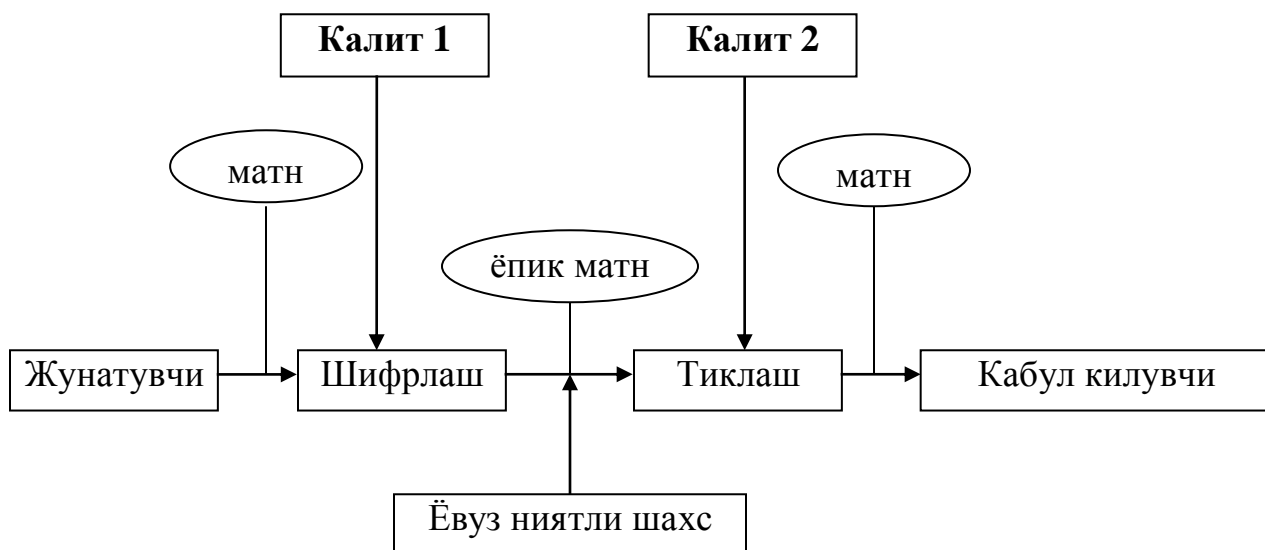 Калит 1
Калит 2
матн
матн
ёпик матн
Жунатувчи
Шифрлаш
Тиклаш
Кабул килувчи
Ёвуз ниятли шахс